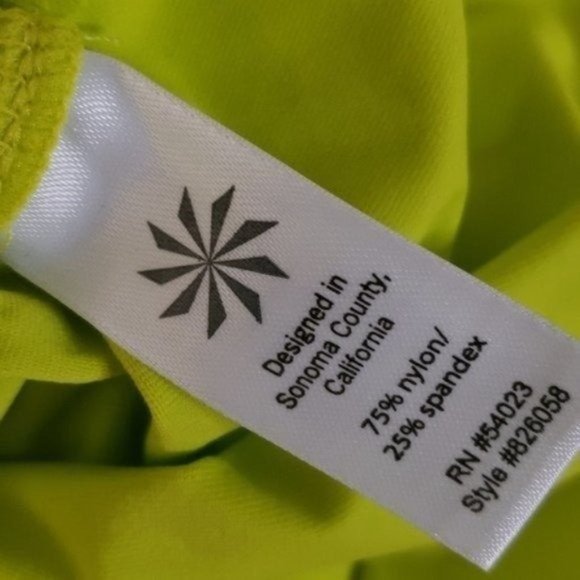 Designed in
Sonoma County,
California
75% nylon/
25% spandex
RN #54023
Style #826058